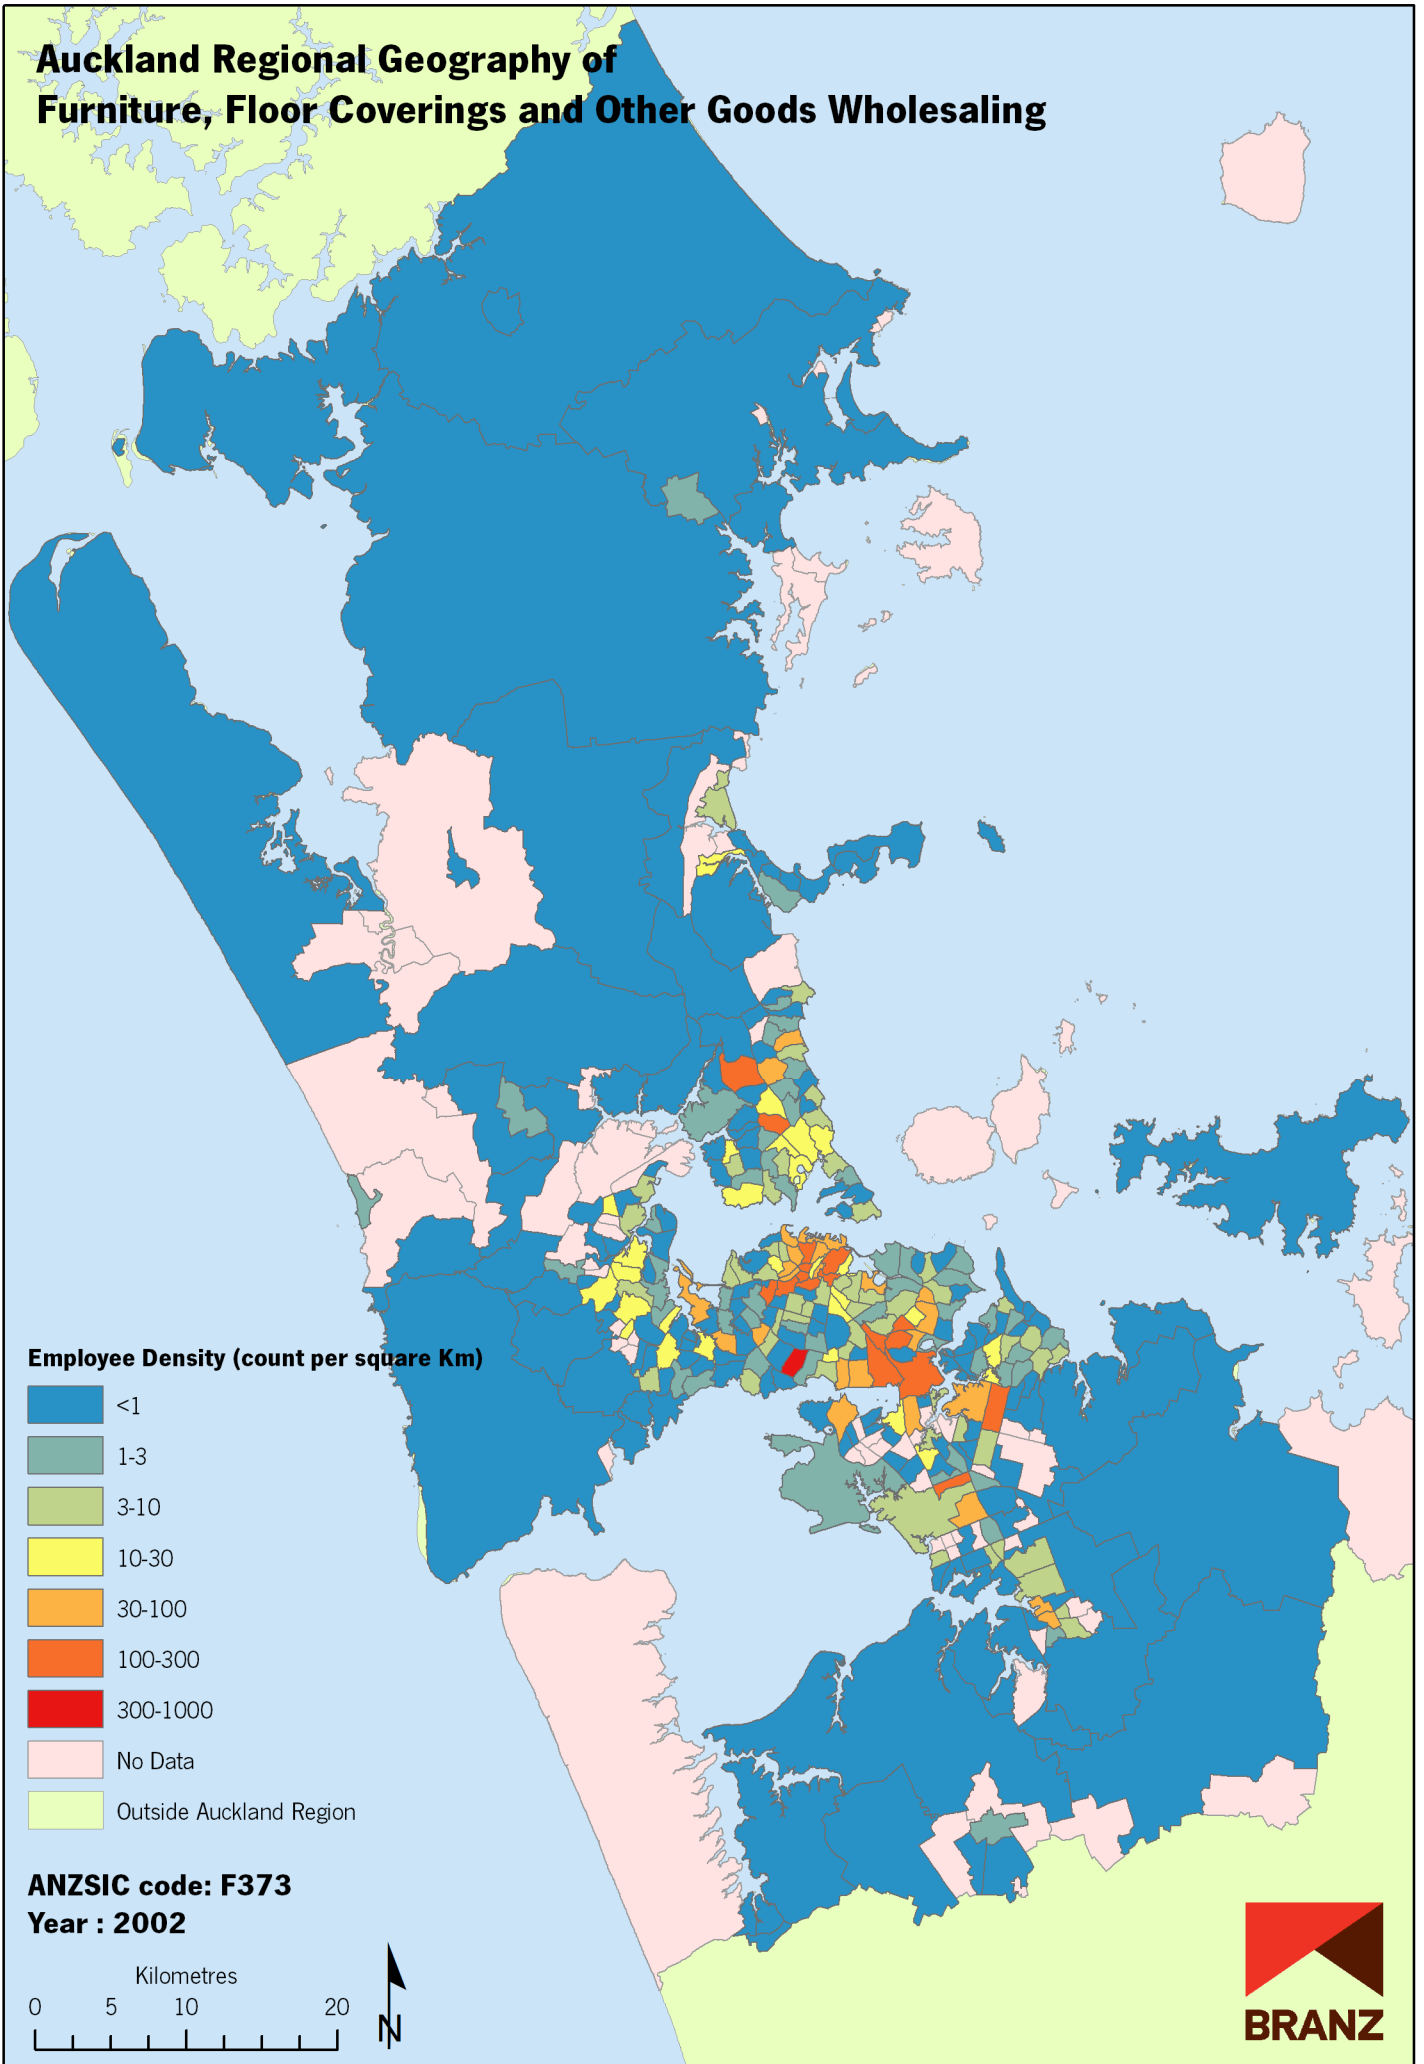 Auckland Regional Geography of
Furniture, Floor Coverings and Other Goods Wholesaling
Employee Density (count per square Km)
<1
1-3
3-10
10-30
30-100
100-300
300-1000
No Data
Outside Auckland Region
ANZSIC code: F373
Year : 2002
Kilometres
0 5 10 20
N
BRANZ